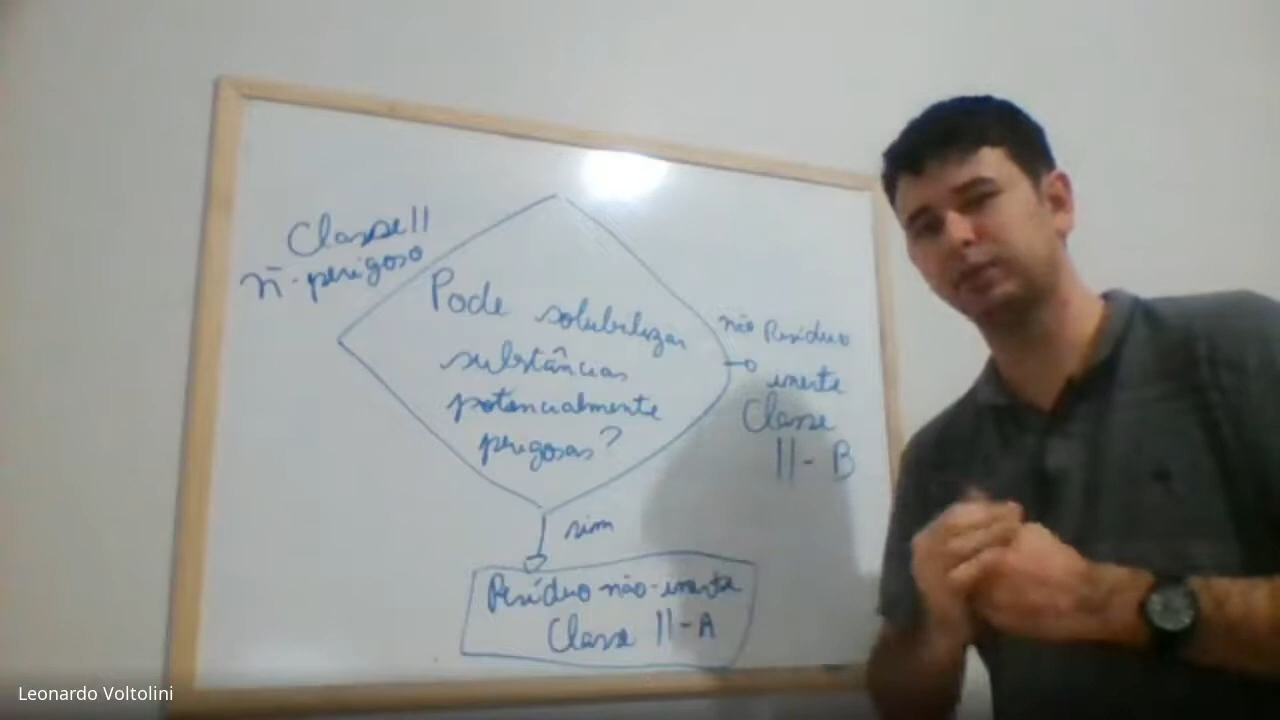 Classe II
ñ-perigoso
Pode solubilizar
substâncias
potencialmente
perigosas?
não Resíduo
inerte
Classe
II-B
sim
Resíduo não-inerte
Classe II-A
Leonardo Voltolini